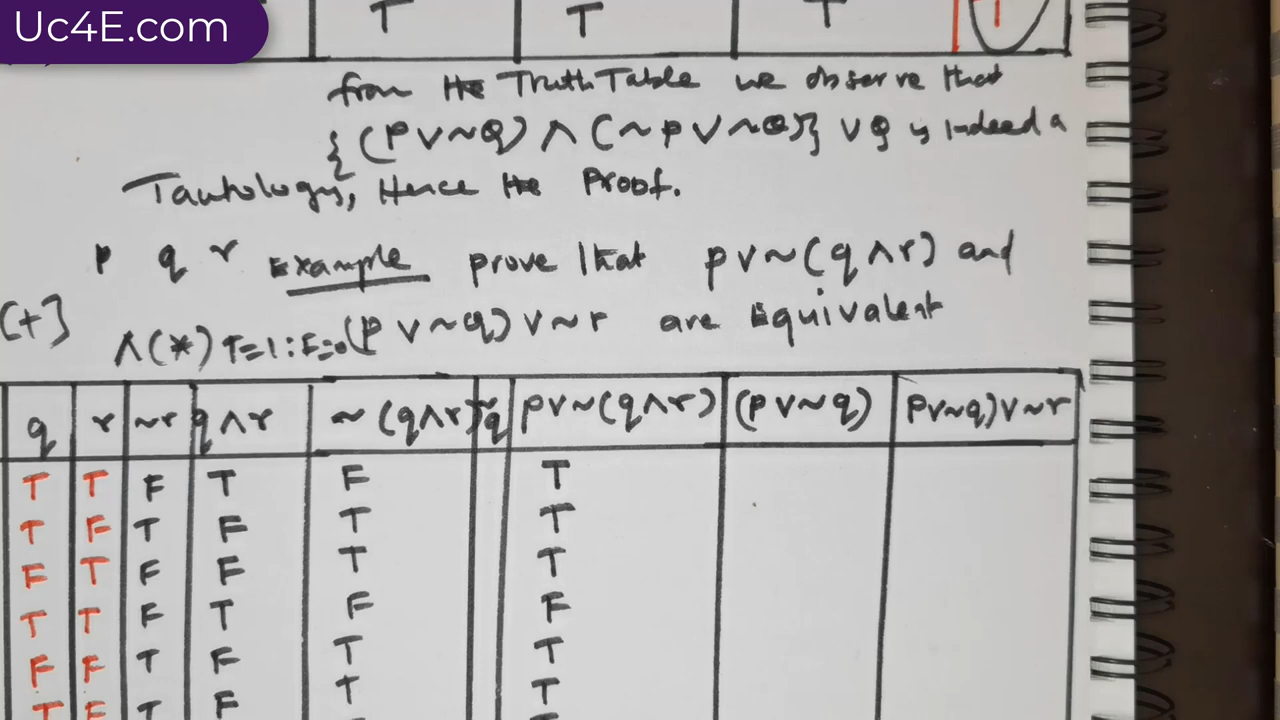 Uc4E.com
T T T T
from the Truth Table we observe that
{(p∨~q) ∧ (~p∨~q)} ∨ q is indeed a
Tautology, Hence the Proof.
p q r Example prove that p∨~(q∧r) and
[+]
∧(*) T=1:F=0 (p∨~q)∨~r are Equivalent
q r ~r q∧r ~(q∧r) ~q p∨~(q∧r) (p∨~q) p∨~q)∨~r
T T F T F T
T F T F T T
F T F F T T
T T F T F F
F F T F T T
T F T F T T